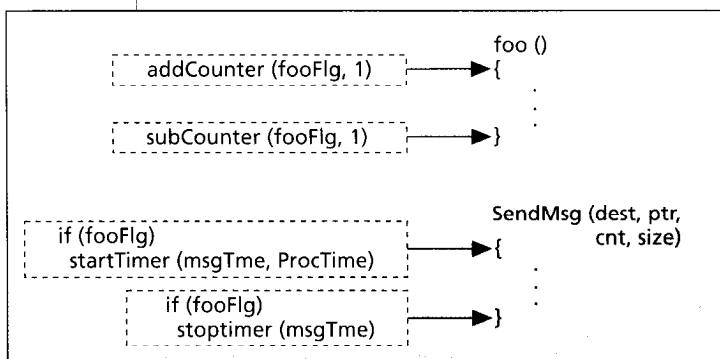 foo ()
addCounter (fooFlg, 1)
{
.
.
.
subCounter (fooFlg, 1)
}
SendMsg (dest, ptr,
cnt, size)
if (fooFlg)
startTimer (msgTme, ProcTime)
{
.
.
.
if (fooFlg)
stoptimer (msgTme)
}